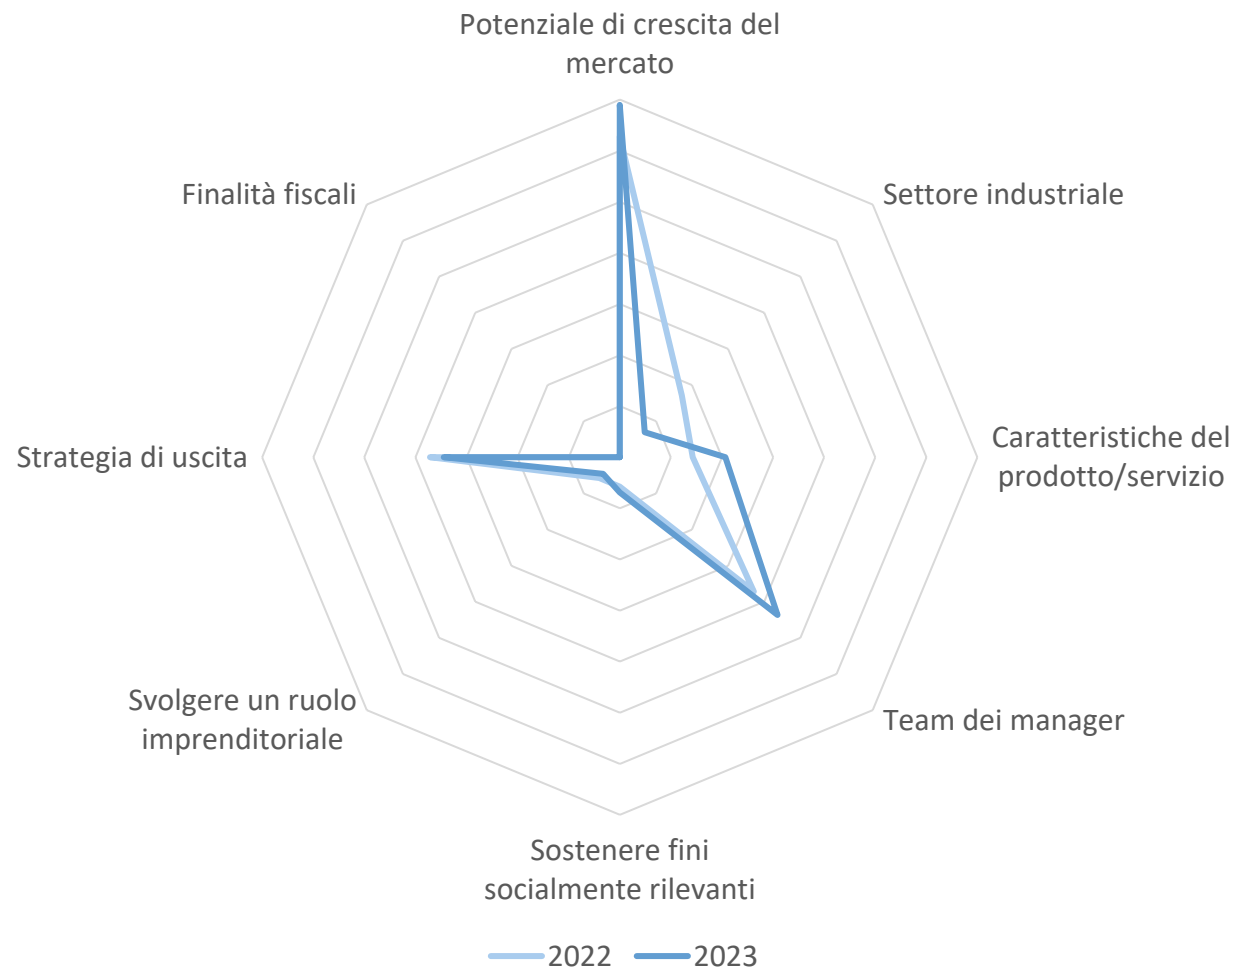 Potenziale di crescita del
mercato
Finalità fiscali
Settore industriale
Strategia di uscita
Caratteristiche del
prodotto/servizio
Svolgere un ruolo
imprenditoriale
Team dei manager
Sostenere fini
socialmente rilevanti
2022 2023